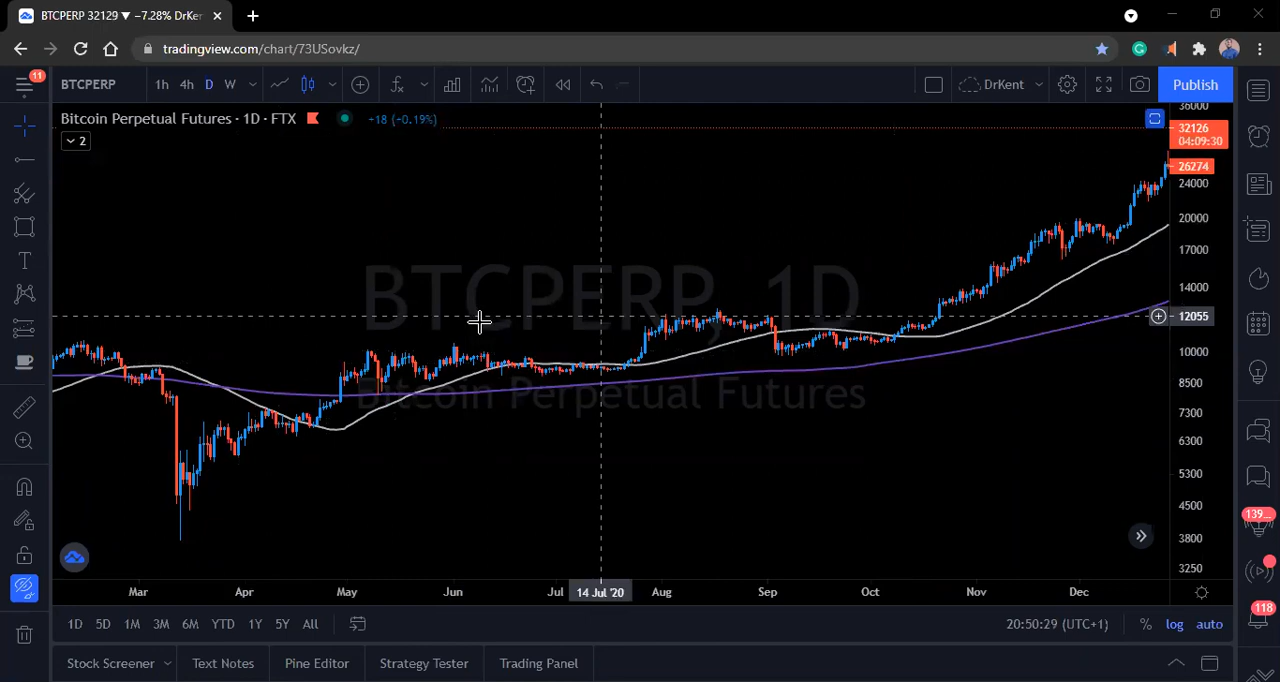 BTCPERP 32129 ▼ −7.28% DrKer
tradingview.com/chart/73USovkz/
11
BTCPERP 1h 4h D W DrKent Publish
Bitcoin Perpetual Futures · 1D · FTX +18 (+0.19%)
2
36000
32126
04:09:30
26274
24000
20000
17000
14000
12055
10000
8500
7300
6300
5300
4500
3800
3250
BTCPERP, 1D
Bitcoin Perpetual Futures
139...
118
Mar Apr May Jun Jul 14 Jul '20 Aug Sep Oct Nov Dec
1D 5D 1M 3M 6M YTD 1Y 5Y All 20:50:29 (UTC+1) % log auto
Stock Screener Text Notes Pine Editor Strategy Tester Trading Panel